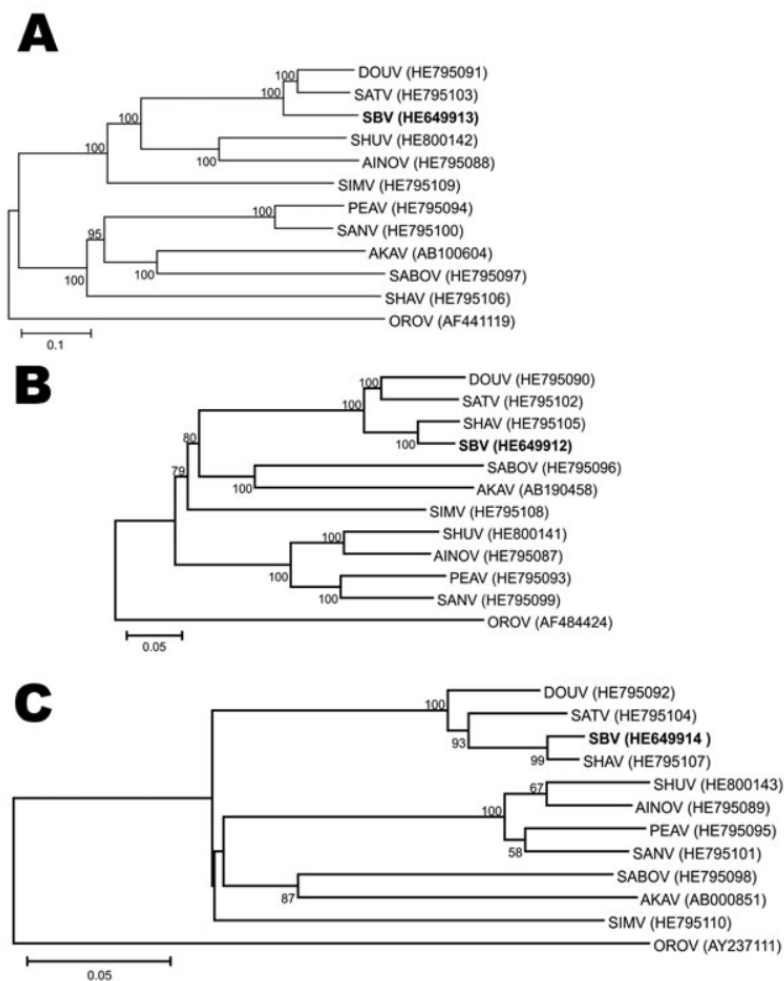 A
100
DOUV (HE795091)
100
SATV (HE795103)
100
SBV (HE649913)
100
SHUV (HE800142)
100
AINOV (HE795088)
SIMV (HE795109)
PEAV (HE795094)
100
95
SANV (HE795100)
AKAV (AB100604)
100
SABOV (HE795097)
100
SHAV (HE795106)
OROV (AF441119)
0.1
B
DOUV (HE795090)
100
100
SATV (HE795102)
SHAV (HE795105)
80
100
SBV (HE649912)
79
SABOV (HE795096)
100
AKAV (AB190458)
SIMV (HE795108)
SHUV (HE800141)
100
AINOV (HE795087)
100
PEAV (HE795093)
100
SANV (HE795099)
OROV (AF484424)
0.05
C
DOUV (HE795092)
100
SATV (HE795104)
93
SBV (HE649914 )
99
SHAV (HE795107)
SHUV (HE800143)
67
AINOV (HE795089)
100
PEAV (HE795095)
58
SANV (HE795101)
SABOV (HE795098)
87
AKAV (AB000851)
SIMV (HE795110)
OROV (AY237111)
0.05